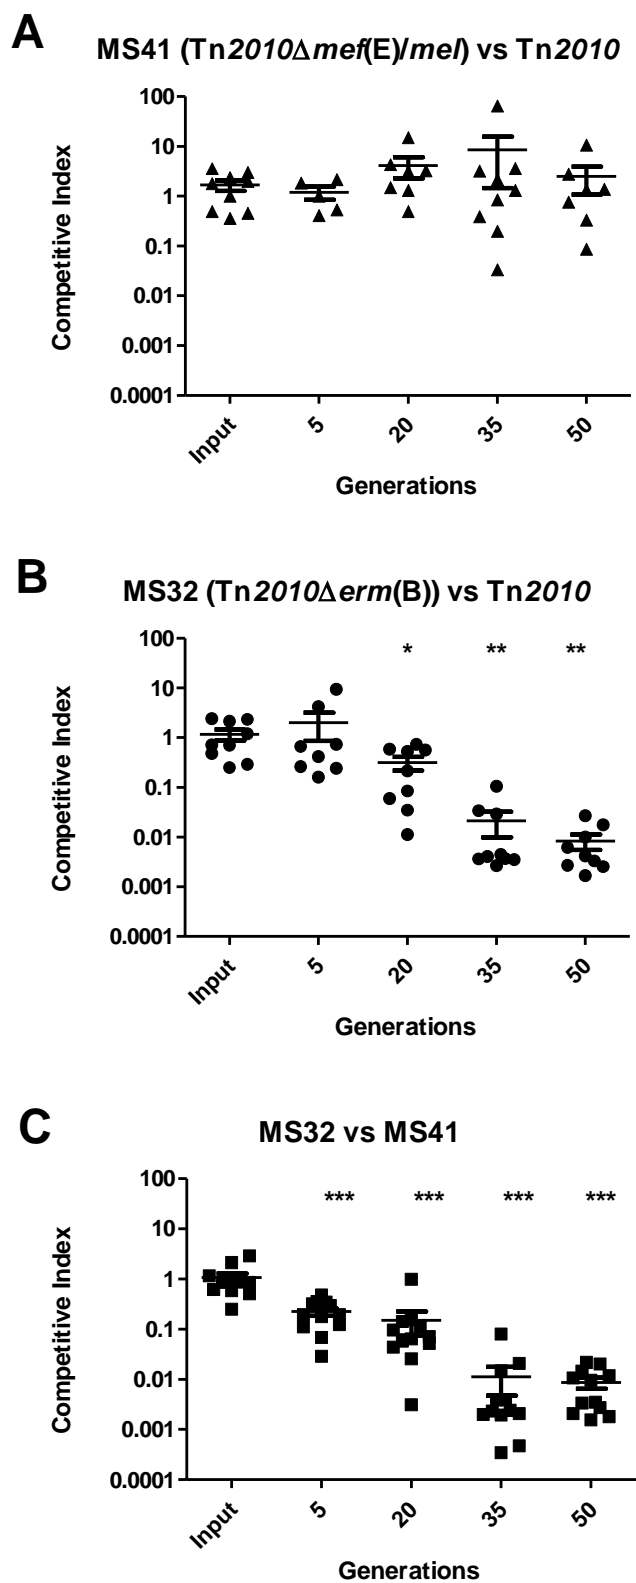 A
MS41 (Tn2010Δmef(E)/mel) vs Tn2010
100
10
1
0.1
0.01
0.001
0.0001
Competitive Index
Input
5
20
35
50
Generations
B
MS32 (Tn2010Δerm(B)) vs Tn2010
* ** **
100
10
1
0.1
0.01
0.001
0.0001
Competitive Index
Input
5
20
35
50
Generations
C
MS32 vs MS41
*** *** *** ***
100
10
1
0.1
0.01
0.001
0.0001
Competitive Index
Input
5
20
35
50
Generations